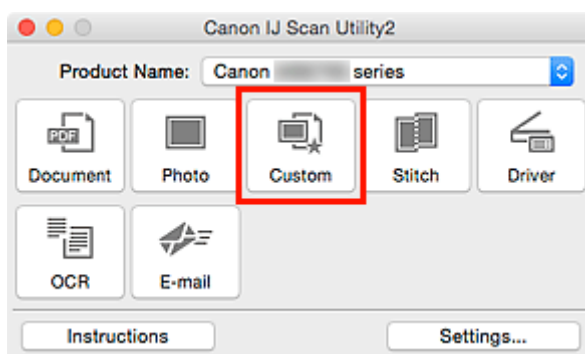 Canon IJ Scan Utility2
Product Name: Canon series
PDF
Document Photo Custom Stitch Driver
OCR E-mail
Instructions Settings...